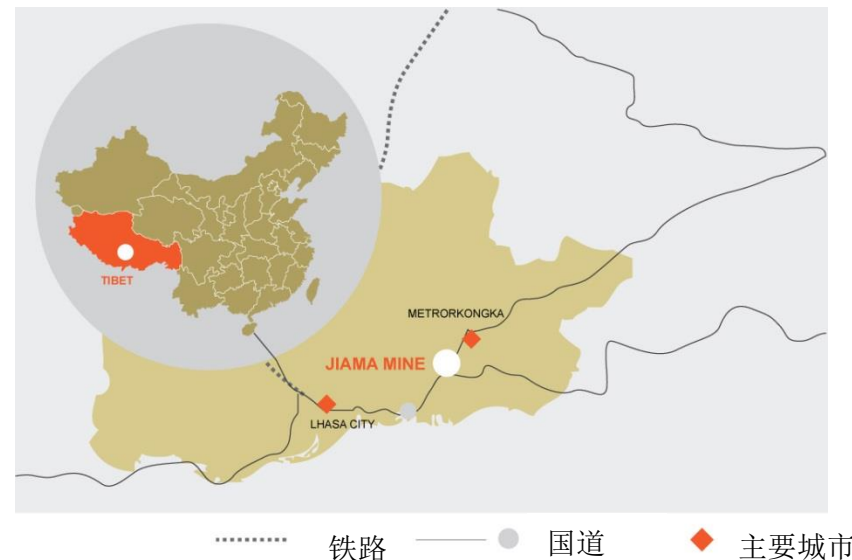 TIBET
METRORKONGKA
JIAMA MINE
LHASA CITY
铁路 国道 主要城市